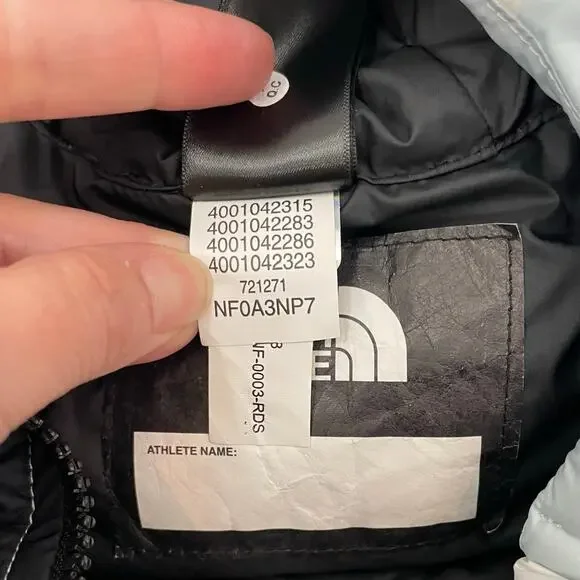 Q.C
4001042315
4001042283
4001042286
4001042323
721271
NF0A3NP7
NF-0003-RDS
ATHLETE NAME: